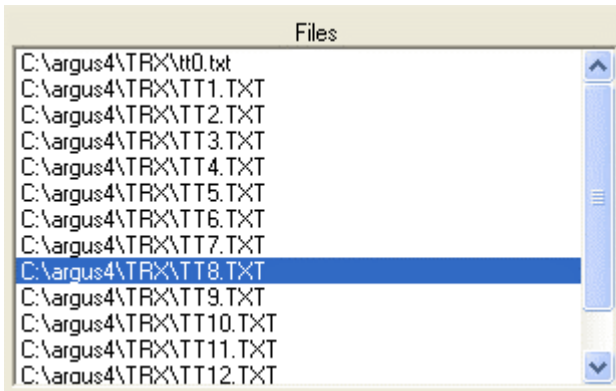 Files
C:\argus4\TRX\tt0.txt
C:\argus4\TRX\TT1.TXT
C:\argus4\TRX\TT2.TXT
C:\argus4\TRX\TT3.TXT
C:\argus4\TRX\TT4.TXT
C:\argus4\TRX\TT5.TXT
C:\argus4\TRX\TT6.TXT
C:\argus4\TRX\TT7.TXT
C:\argus4\TRX\TT8.TXT
C:\argus4\TRX\TT9.TXT
C:\argus4\TRX\TT10.TXT
C:\argus4\TRX\TT11.TXT
C:\argus4\TRX\TT12.TXT